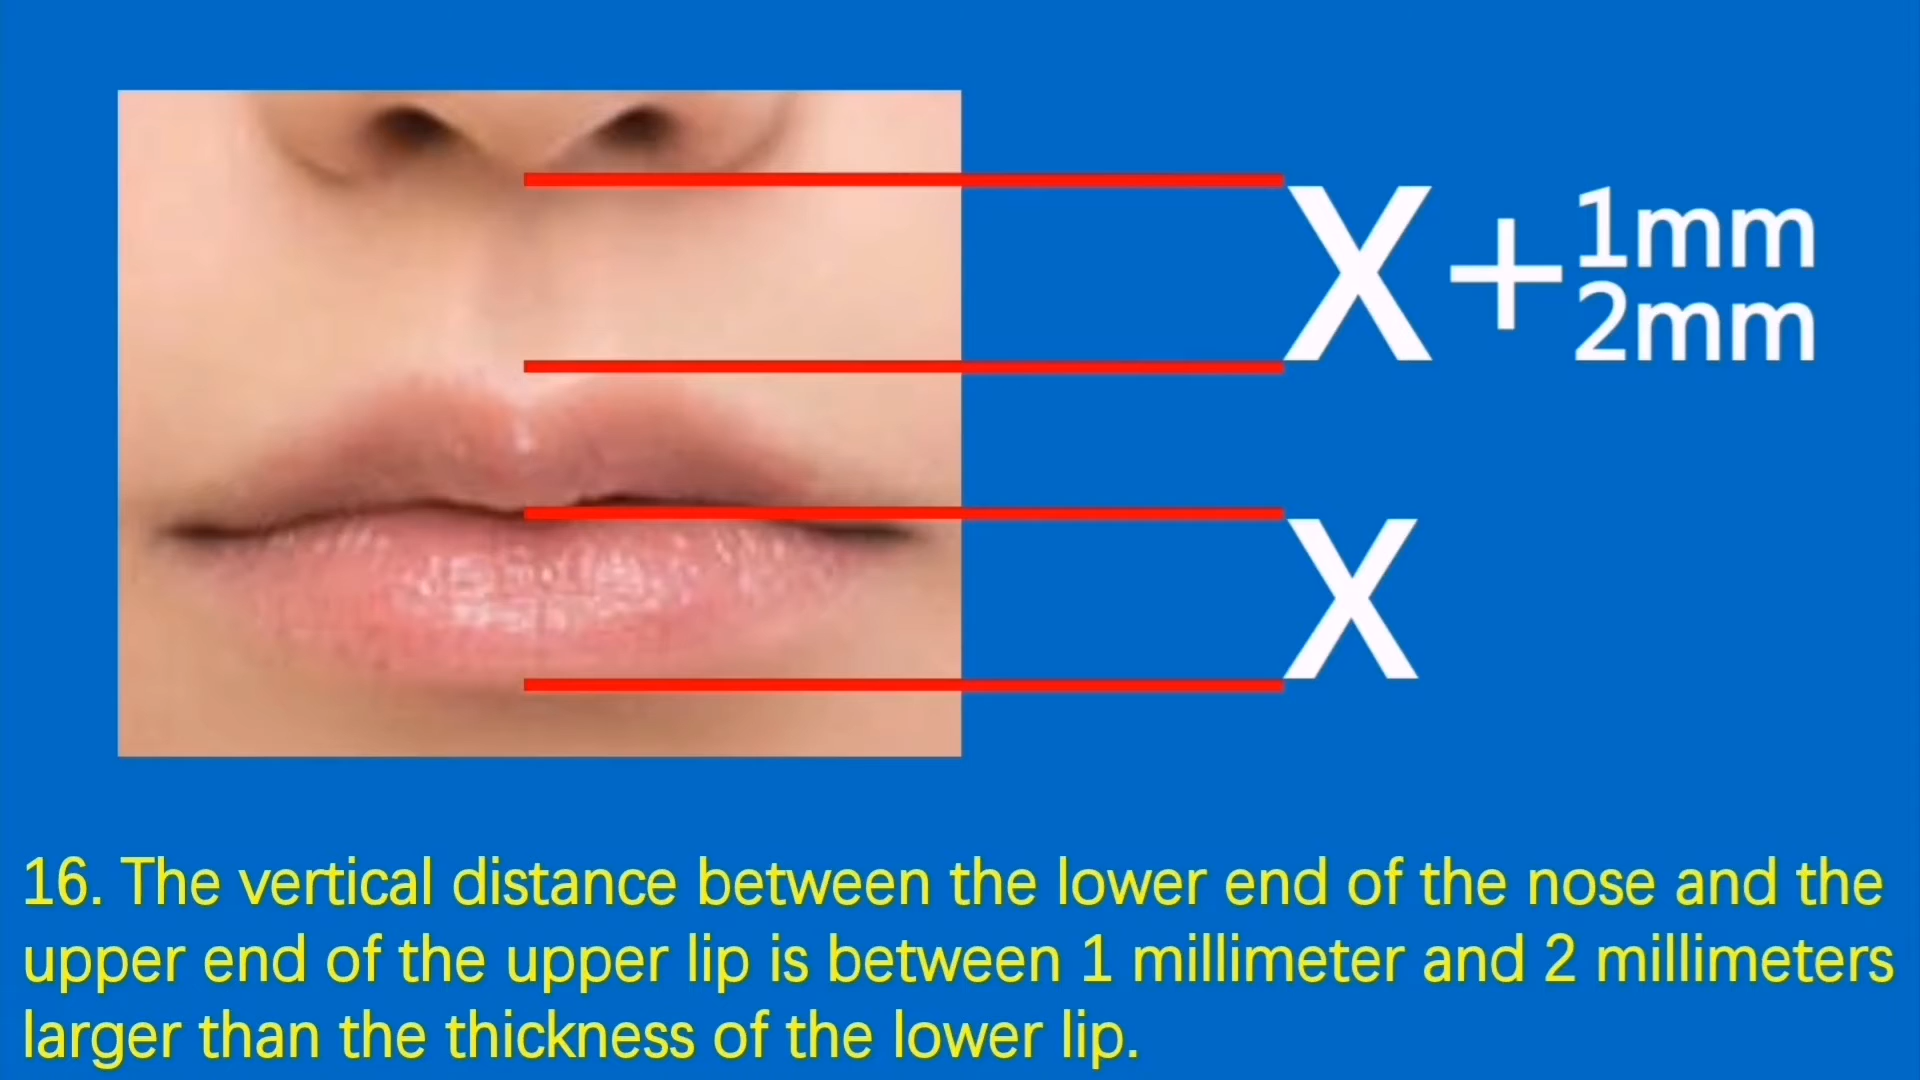 X+1mm
2mm
X
16. The vertical distance between the lower end of the nose and the
upper end of the upper lip is between 1 millimeter and 2 millimeters
larger than the thickness of the lower lip.